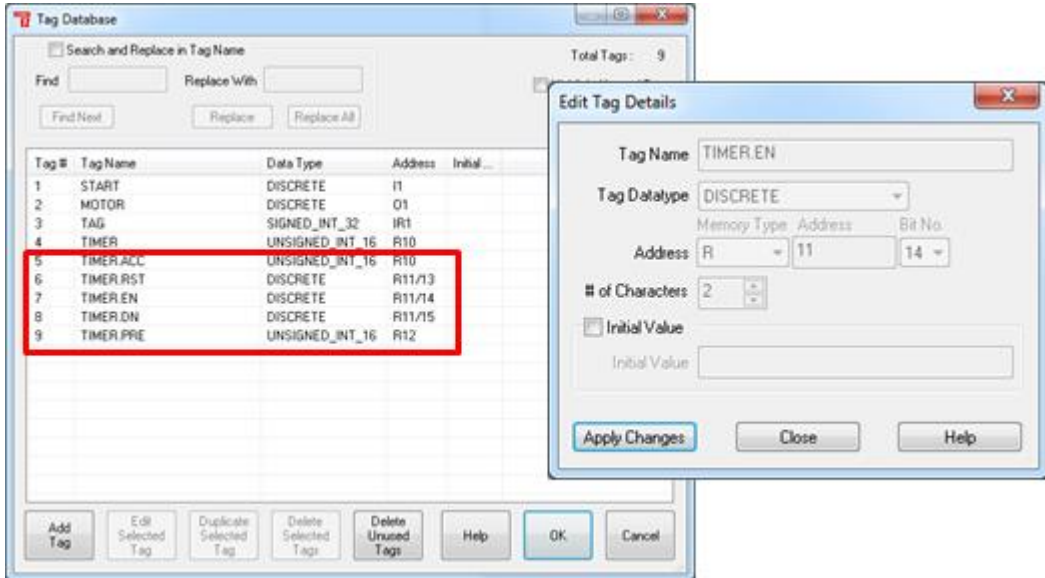 Tag Database
Search and Replace in Tag Name
Total Tags : 9
Find
Replace With
Find Next
Replace
Replace All
Tag # Tag Name Data Type Address Initial ...
1 START DISCRETE I1
2 MOTOR DISCRETE O1
3 TAG SIGNED_INT_32 IR1
4 TIMER UNSIGNED_INT_16 R10
5 TIMER.ACC UNSIGNED_INT_16 R10
6 TIMER.RST DISCRETE R11/13
7 TIMER.EN DISCRETE R11/14
8 TIMER.DN DISCRETE R11/15
9 TIMER.PRE UNSIGNED_INT_16 R12
Add Tag
Edit Selected Tag
Duplicate Selected Tag
Delete Selected Tags
Delete Unused Tags
Help
OK
Cancel
Edit Tag Details
Tag Name TIMER.EN
Tag Datatype DISCRETE
Memory Type Address Bit No.
Address R 11 14
# of Characters 2
Initial Value
Initial Value
Apply Changes
Close
Help